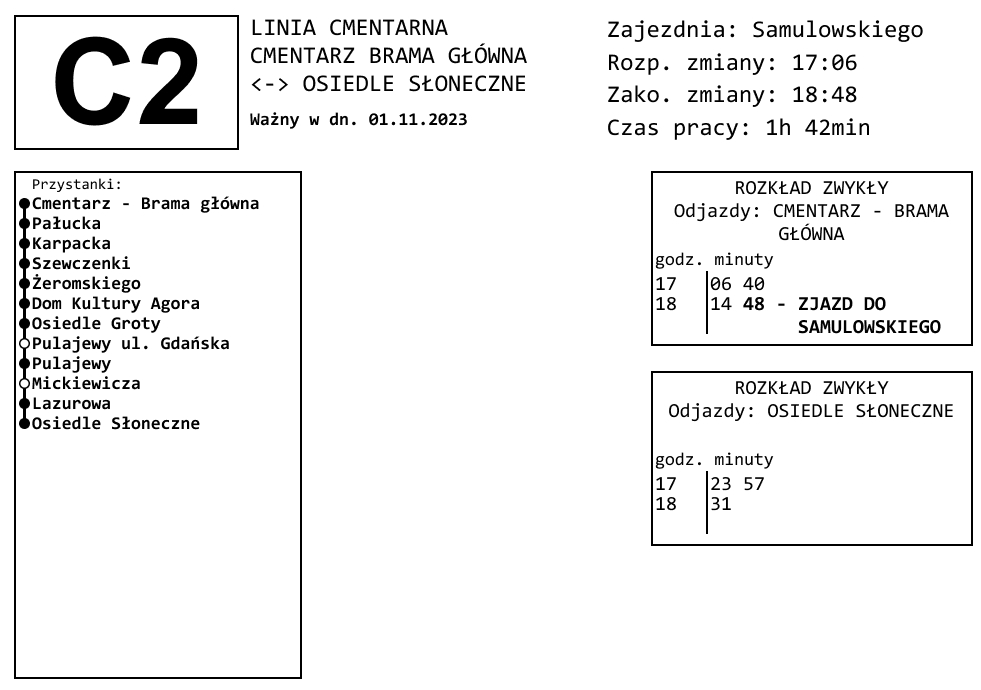 C2
LINIA CMENTARNA
CMENTARZ BRAMA GŁÓWNA
<-> OSIEDLE SŁONECZNE
Ważny w dn. 01.11.2023
Zajezdnia: Samulowskiego
Rozp. zmiany: 17:06
Zako. zmiany: 18:48
Czas pracy: 1h 42min
Przystanki:
Cmentarz - Brama główna
Pałucka
Karpacka
Szewczenki
Żeromskiego
Dom Kultury Agora
Osiedle Groty
Pulajewy ul. Gdańska
Pulajewy
Mickiewicza
Lazurowa
Osiedle Słoneczne
ROZKŁAD ZWYKŁY
Odjazdy: CMENTARZ - BRAMA
GŁÓWNA
godz. minuty
17 06 40
18 14 48 - ZJAZD DO
SAMULOWSKIEGO
ROZKŁAD ZWYKŁY
Odjazdy: OSIEDLE SŁONECZNE
godz. minuty
17 23 57
18 31